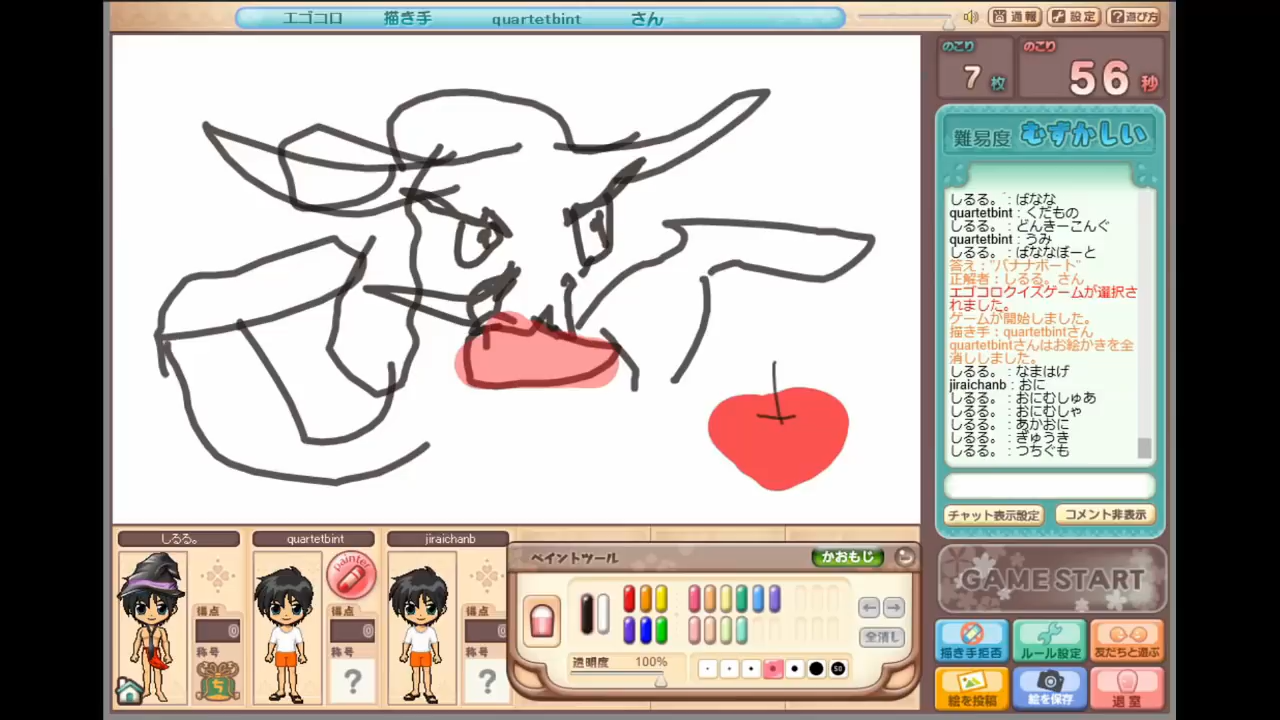 エゴコロ 描き手 quartetbint さん
通報
設定
遊び方
のこり
7 枚
のこり
56 秒
難易度 むずかしい
しるる。 : ばなな
quartetbint : くだもの
しるる。 : どんきーこんぐ
quartetbint : うみ
しるる。 : ばななぼーと
答え："バナナボート"
正解者：しるる。さん
エゴコロクイズゲームが選択さ
れました。
ゲームが開始しました。
描き手：quartetbintさん
quartetbintさんはお絵かきを全
消ししました。
しるる。 : なまはげ
jiraichanb : おに
しるる。 : おにむしゅあ
しるる。 : おにむしゃ
しるる。 : あかおに
しるる。 : ぎゅうき
しるる。 : つちぐも
チャット表示設定
コメント非表示
GAME START
描き手拒否
ルール設定
友だちと遊ぶ
絵を投稿
絵を保存
退室
しるる。
得点
0
称号
quartetbint
painter
得点
0
称号
?
jiraichanb
得点
0
称号
?
ペイントツール
かおもじ
全消し
透明度 100%
50